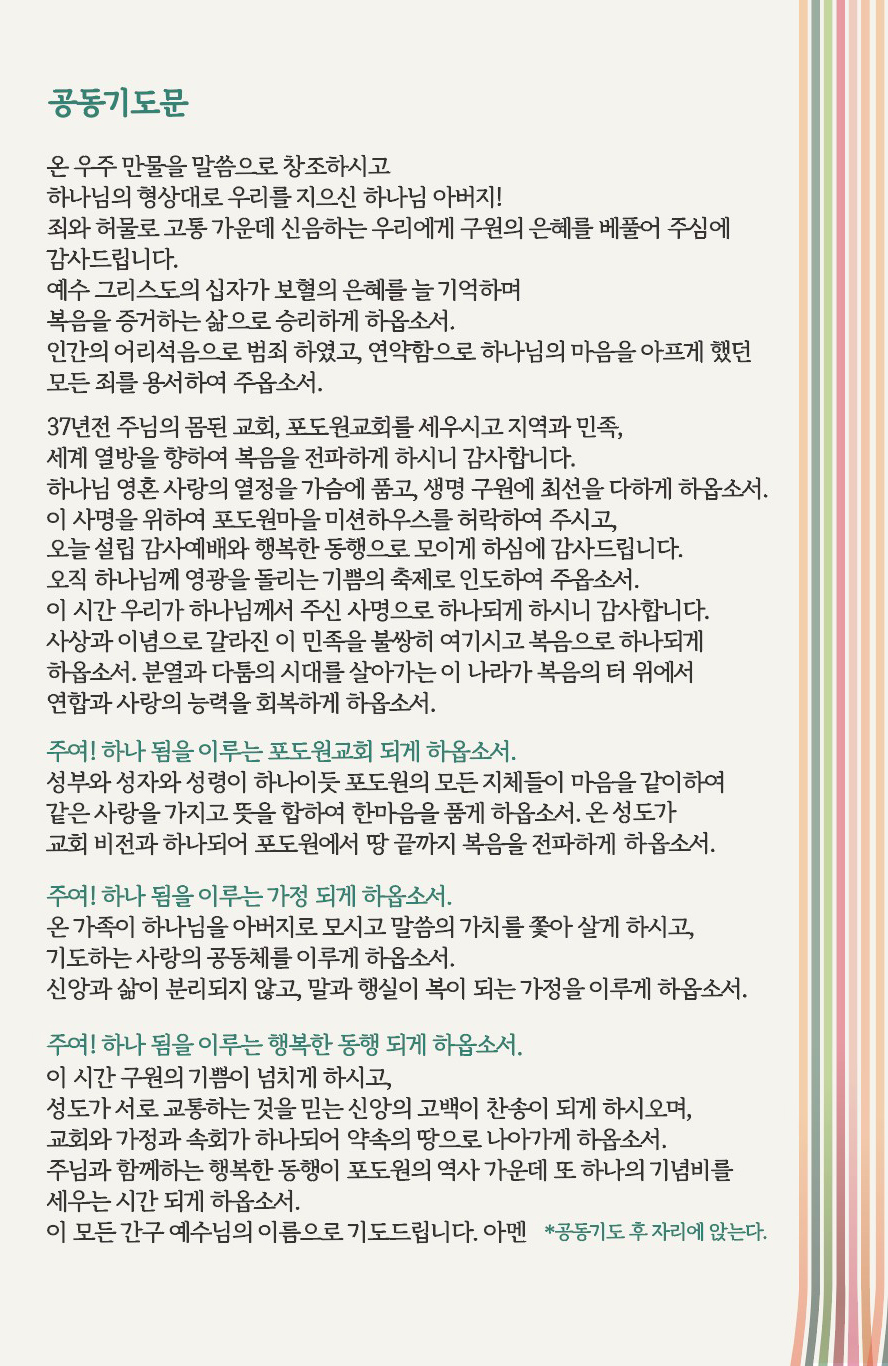 공동기도문
온 우주 만물을 말씀으로 창조하시고
하나님의 형상대로 우리를 지으신 하나님 아버지!
죄와 허물로 고통 가운데 신음하는 우리에게 구원의 은혜를 베풀어 주심에
감사드립니다.
예수 그리스도의 십자가 보혈의 은혜를 늘 기억하며
복음을 증거하는 삶으로 승리하게 하옵소서.
인간의 어리석음으로 범죄 하였고, 연약함으로 하나님의 마음을 아프게 했던
모든 죄를 용서하여 주옵소서.
37년전 주님의 몸된 교회, 포도원교회를 세우시고 지역과 민족,
세계 열방을 향하여 복음을 전파하게 하시니 감사합니다.
하나님 영혼 사랑의 열정을 가슴에 품고, 생명 구원에 최선을 다하게 하옵소서.
이 사명을 위하여 포도원마을 미션하우스를 허락하여 주시고,
오늘 설립 감사예배와 행복한 동행으로 모이게 하심에 감사드립니다.
오직 하나님께 영광을 돌리는 기쁨의 축제로 인도하여 주옵소서.
이 시간 우리가 하나님께서 주신 사명으로 하나되게 하시니 감사합니다.
사상과 이념으로 갈라진 이 민족을 불쌍히 여기시고 복음으로 하나되게
하옵소서. 분열과 다툼의 시대를 살아가는 이 나라가 복음의 터 위에서
연합과 사랑의 능력을 회복하게 하옵소서.
주여! 하나 됨을 이루는 포도원교회 되게 하옵소서.
성부와 성자와 성령이 하나이듯 포도원의 모든 지체들이 마음을 같이하여
같은 사랑을 가지고 뜻을 합하여 한마음을 품게 하옵소서. 온 성도가
교회 비전과 하나되어 포도원에서 땅 끝까지 복음을 전파하게 하옵소서.
주여! 하나 됨을 이루는 가정 되게 하옵소서.
온 가족이 하나님을 아버지로 모시고 말씀의 가치를 쫓아 살게 하시고,
기도하는 사랑의 공동체를 이루게 하옵소서.
신앙과 삶이 분리되지 않고, 말과 행실이 복이 되는 가정을 이루게 하옵소서.
주여! 하나 됨을 이루는 행복한 동행 되게 하옵소서.
이 시간 구원의 기쁨이 넘치게 하시고,
성도가 서로 교통하는 것을 믿는 신앙의 고백이 찬송이 되게 하시오며,
교회와 가정과 속회가 하나되어 약속의 땅으로 나아가게 하옵소서.
주님과 함께하는 행복한 동행이 포도원의 역사 가운데 또 하나의 기념비를
세우는 시간 되게 하옵소서.
이 모든 간구 예수님의 이름으로 기도드립니다. 아멘 *공동기도 후 자리에 앉는다.